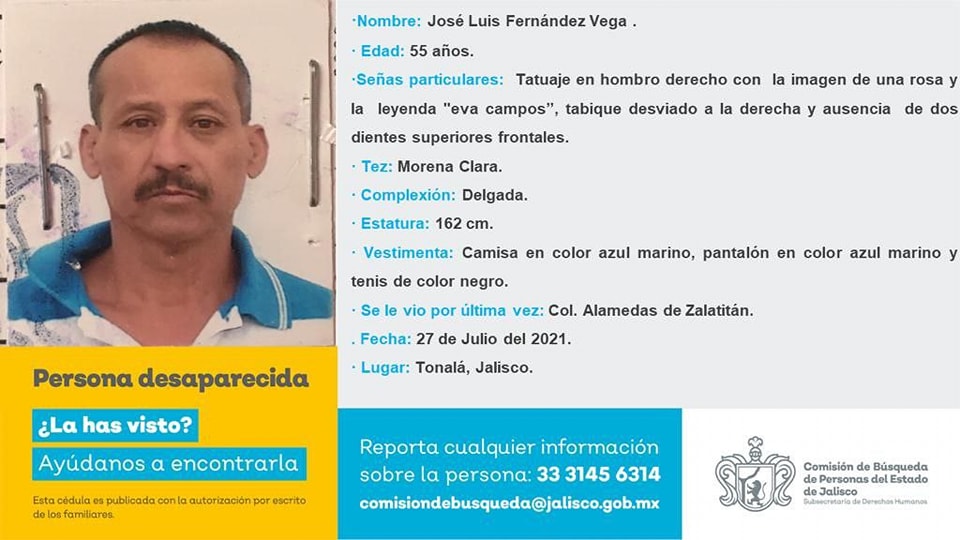 ·Nombre: José Luis Fernández Vega .
· Edad: 55 años.
·Señas particulares: Tatuaje en hombro derecho con la imagen de una rosa y
la leyenda "eva campos”, tabique desviado a la derecha y ausencia de dos
dientes superiores frontales.
· Tez: Morena Clara.
· Complexión: Delgada.
· Estatura: 162 cm.
· Vestimenta: Camisa en color azul marino, pantalón en color azul marino y
tenis de color negro.
· Se le vio por última vez: Col. Alamedas de Zalatitán.
. Fecha: 27 de Julio del 2021.
· Lugar: Tonalá, Jalisco.
Persona desaparecida
¿La has visto?
Ayúdanos a encontrarla
Esta cédula es publicada con la autorización por escrito
de los familiares.
Reporta cualquier información
sobre la persona: 33 3145 6314
comisiondebusqueda@jalisco.gob.mx
Comisión de Búsqueda
de Personas del Estado
de Jalisco
Subsecretaría de Derechos Humanos